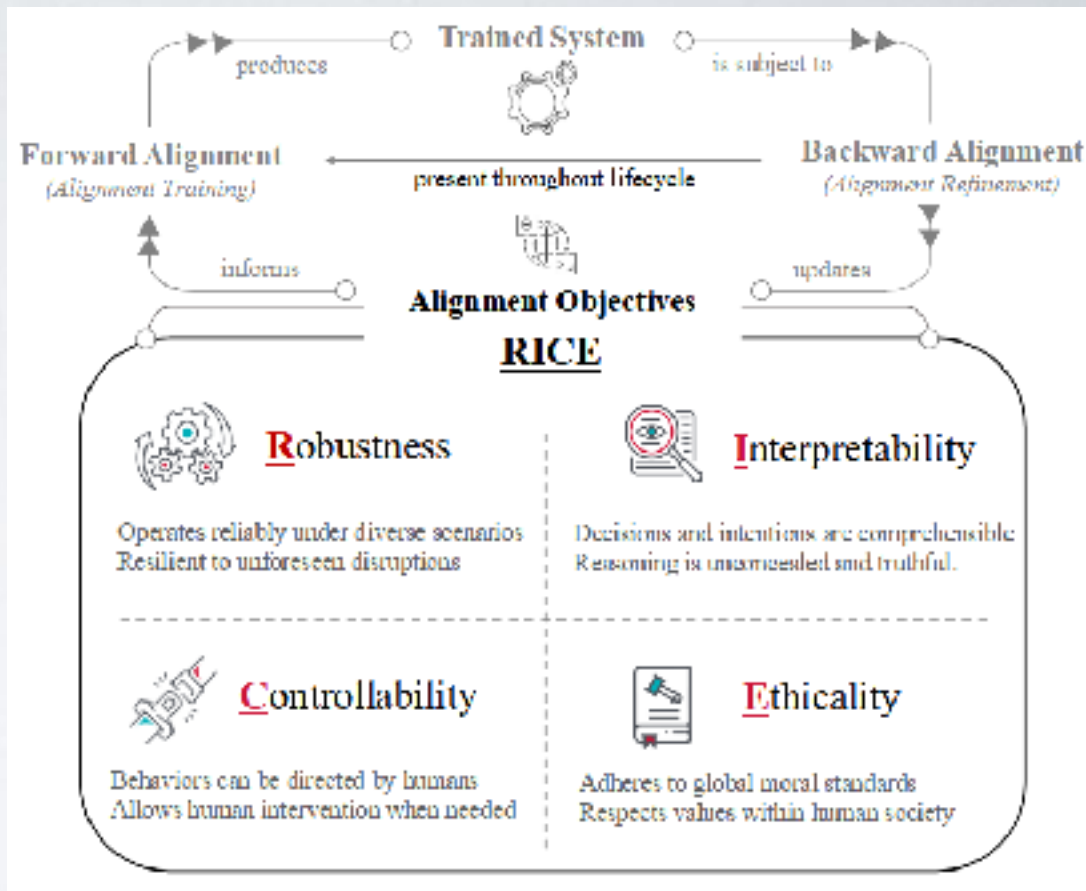 Trained System
produces
is subject to
Forward Alignment
(Alignment Training)
Backward Alignment
(Alignment Refinement)
present throughout lifecycle
informs
updates
Alignment Objectives
RICE
Robustness
Operates reliably under diverse scenarios
Resilient to unforeseen disruptions
Interpretability
Decisions and intentions are comprehensible
Reasoning is unconcealed and truthful.
Controllability
Behaviors can be directed by humans
Allows human intervention when needed
Ethicality
Adheres to global moral standards
Respects values within human society